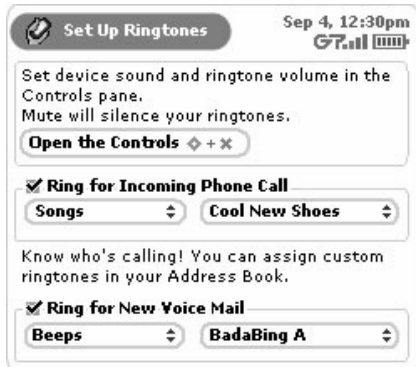 Set Up Ringtones
Sep 4, 12:30pm
G
Set device sound and ringtone volume in the
Controls pane.
Mute will silence your ringtones.
Open the Controls ◇ + ✖
Ring for Incoming Phone Call
Songs
Cool New Shoes
Know who's calling! You can assign custom
ringtones in your Address Book.
Ring for New Voice Mail
Beeps
BadaBing A